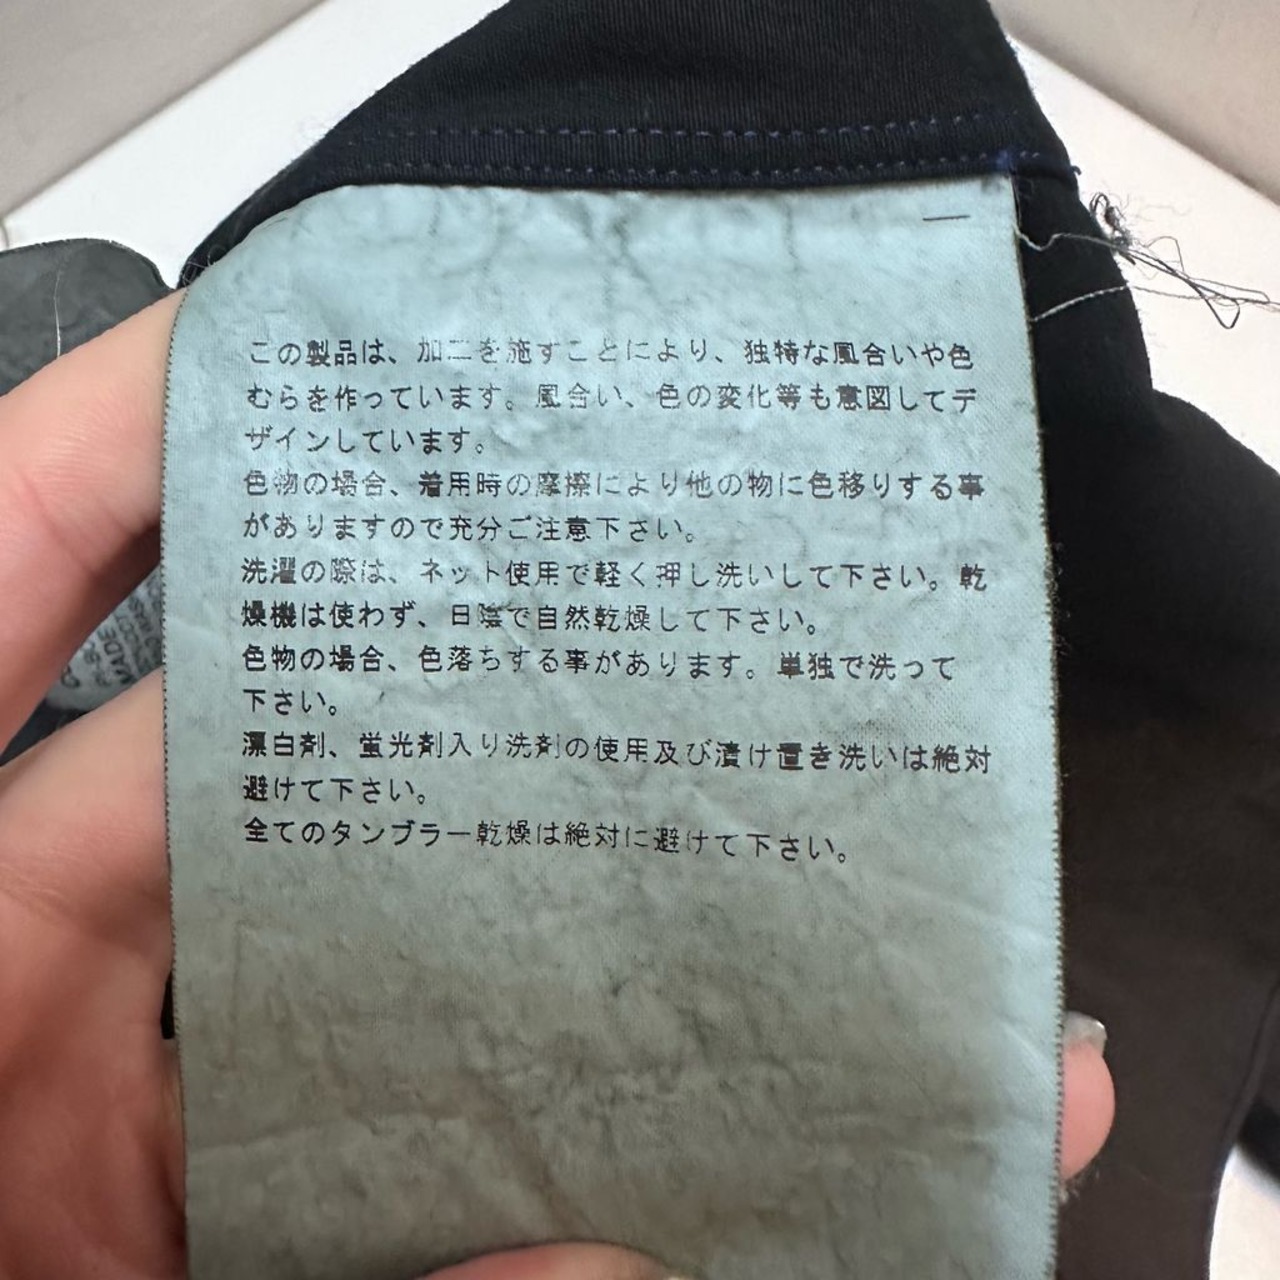 この製品は、加工を施すことにより、独特な風合いや色
むらを作っています。風合い、色の変化等も意図してデ
ザインしています。
色物の場合、着用時の摩擦により他の物に色移りする事
がありますので充分ご注意下さい。
洗濯の際は、ネット使用で軽く押し洗いして下さい。乾
燥機は使わず、日陰で自然乾燥して下さい。
色物の場合、色落ちする事があります。単独で洗って
下さい。
漂白剤、蛍光剤入り洗剤の使用及び漬け置き洗いは絶対
避けて下さい。
全てのタンブラー乾燥は絶対に避けて下さい。